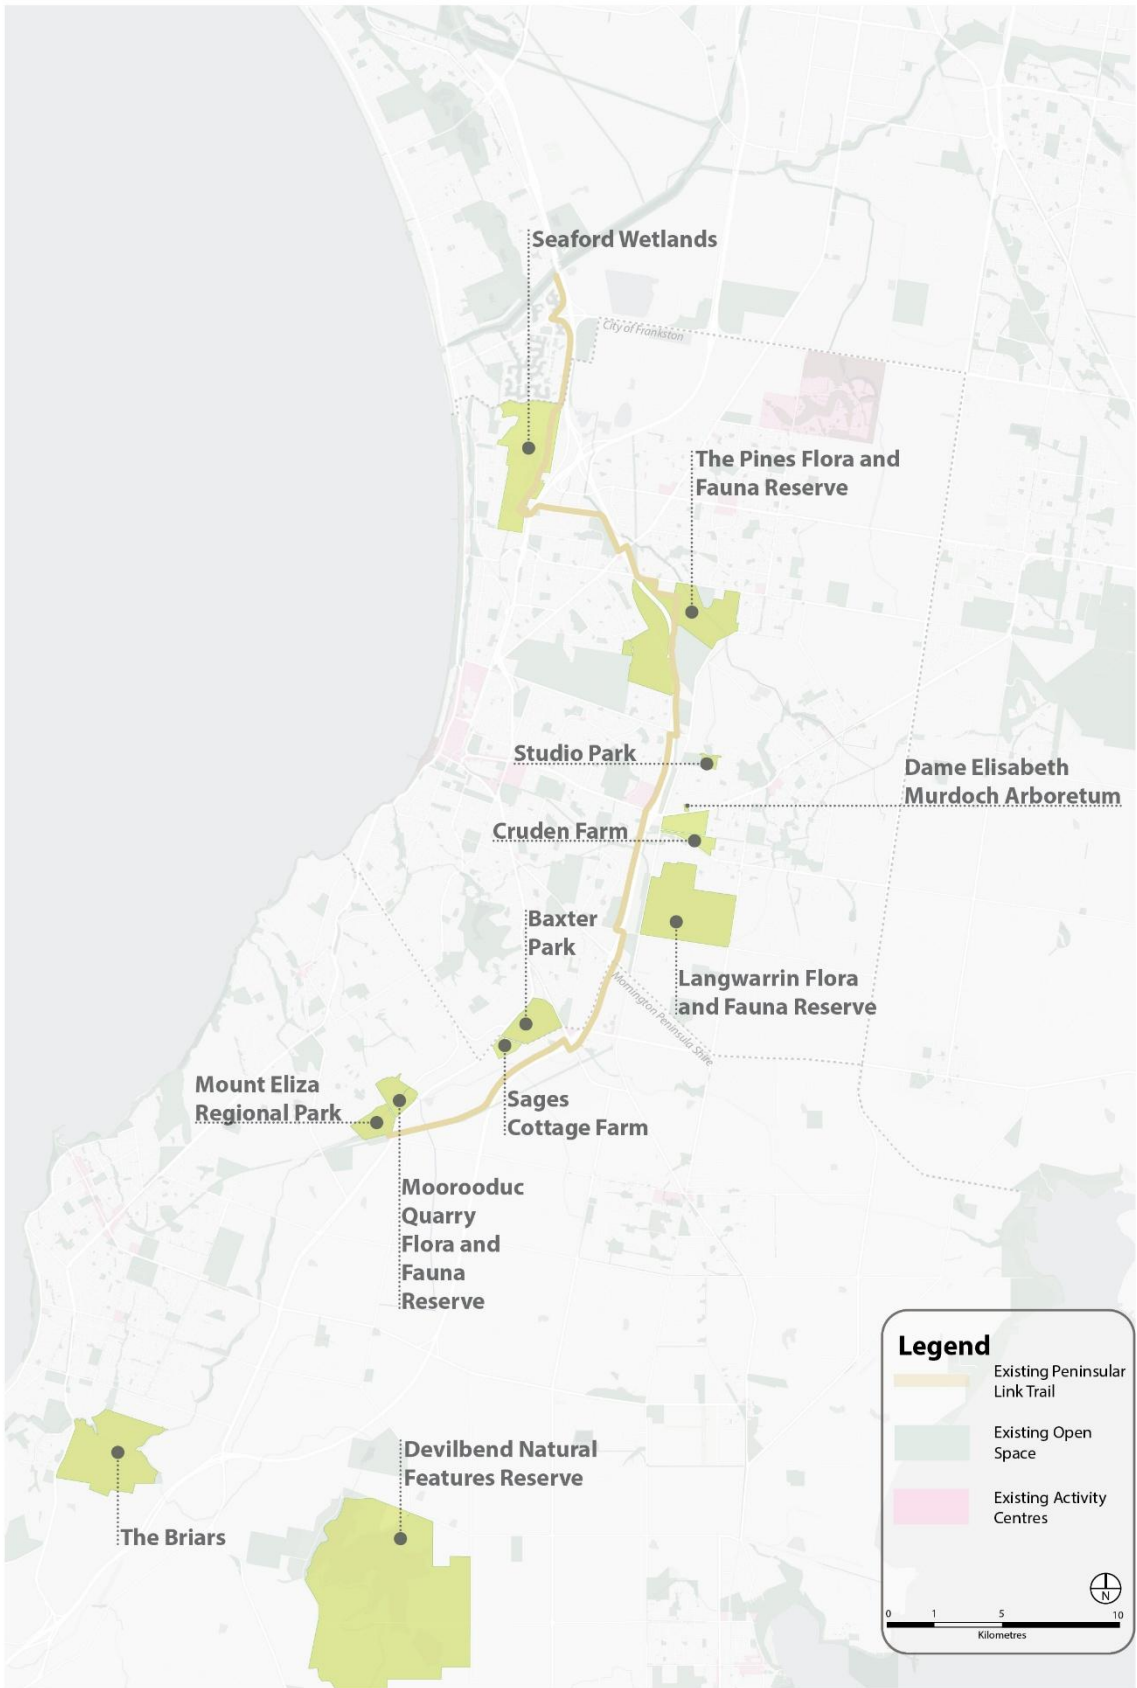 Seaford Wetlands
City of Frankston
The Pines Flora and
Fauna Reserve
Studio Park
Dame Elisabeth
Murdoch Arboretum
Cruden Farm
Baxter
Park
Langwarrin Flora
and Fauna Reserve
Mornington Peninsula Shire
Mount Eliza
Regional Park
Sages
Cottage Farm
Moorooduc
Quarry
Flora and
Fauna
Reserve
Devilbend Natural
Features Reserve
The Briars
Legend
Existing Peninsular
Link Trail
Existing Open
Space
Existing Activity
Centres
N
0 1 5 10
Kilometres